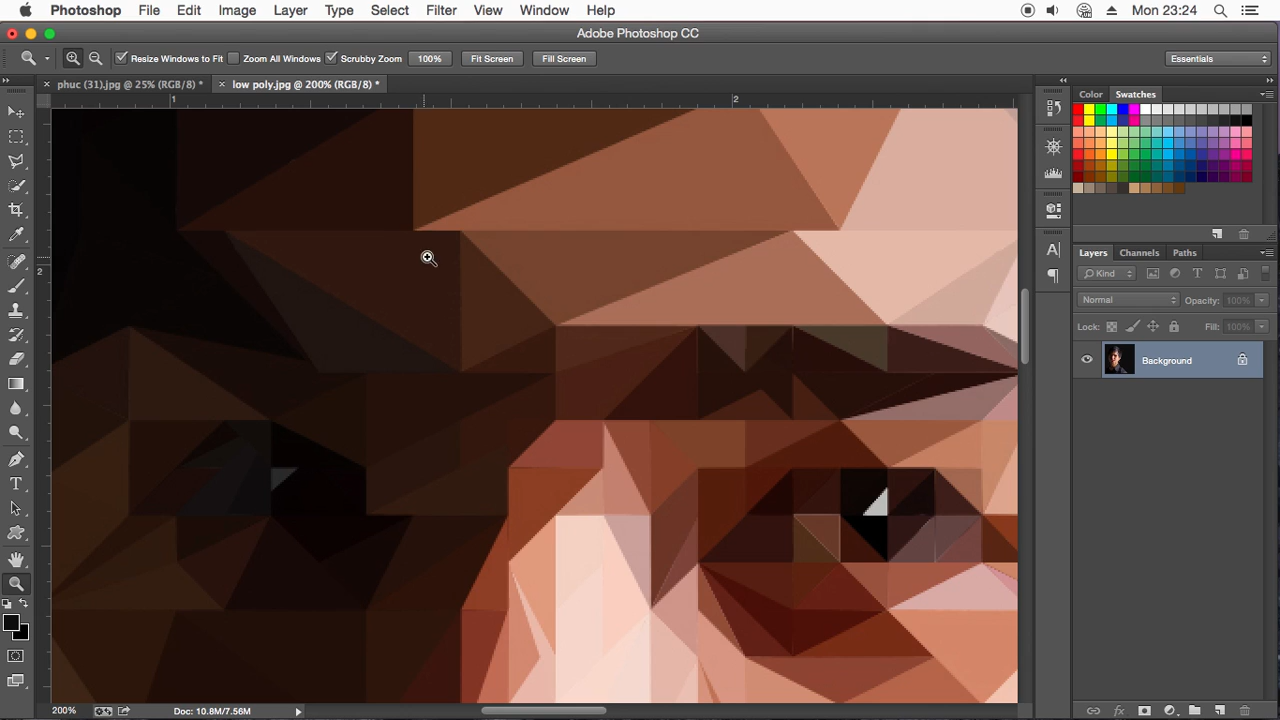 Photoshop File Edit Image Layer Type Select Filter View Window Help Mon 23:24
Adobe Photoshop CC
Resize Windows to Fit Zoom All Windows Scrubby Zoom 100% Fit Screen Fill Screen Essentials
× phuc (31).jpg @ 25% (RGB/8) * × low poly.jpg @ 200% (RGB/8) *
Color Swatches
1 2
2
Layers Channels Paths
Kind
Normal Opacity: 100%
Lock: Fill: 100%
Background
200% Doc: 10.8M/7.56M